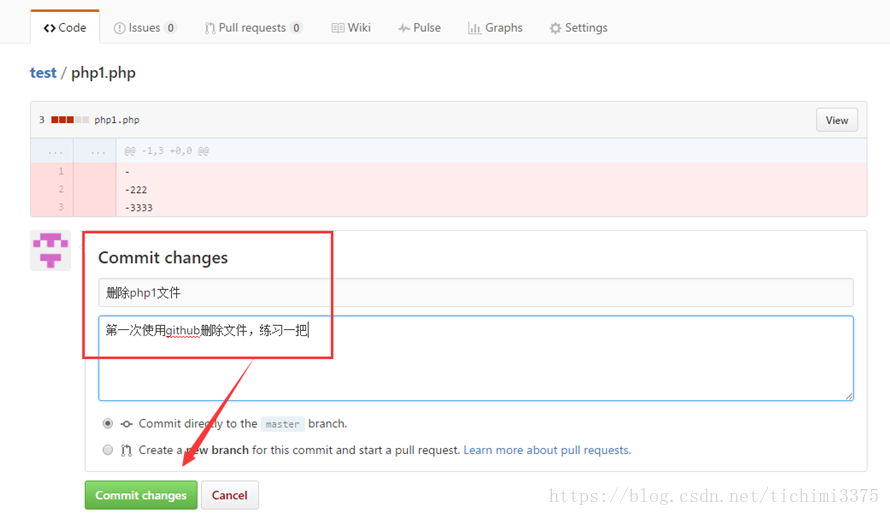 Code Issues 0 Pull requests 0 Wiki Pulse Graphs Settings
test / php1.php
3 php1.php View
... ... @@ -1,3 +0,0 @@
1 -
2 -222
3 -3333
Commit changes
删除php1文件
第一次使用github删除文件，练习一把
Commit directly to the master branch.
Create a new branch for this commit and start a pull request. Learn more about pull requests.
Commit changes Cancel
https://blog.csdn.net/tichimi3375